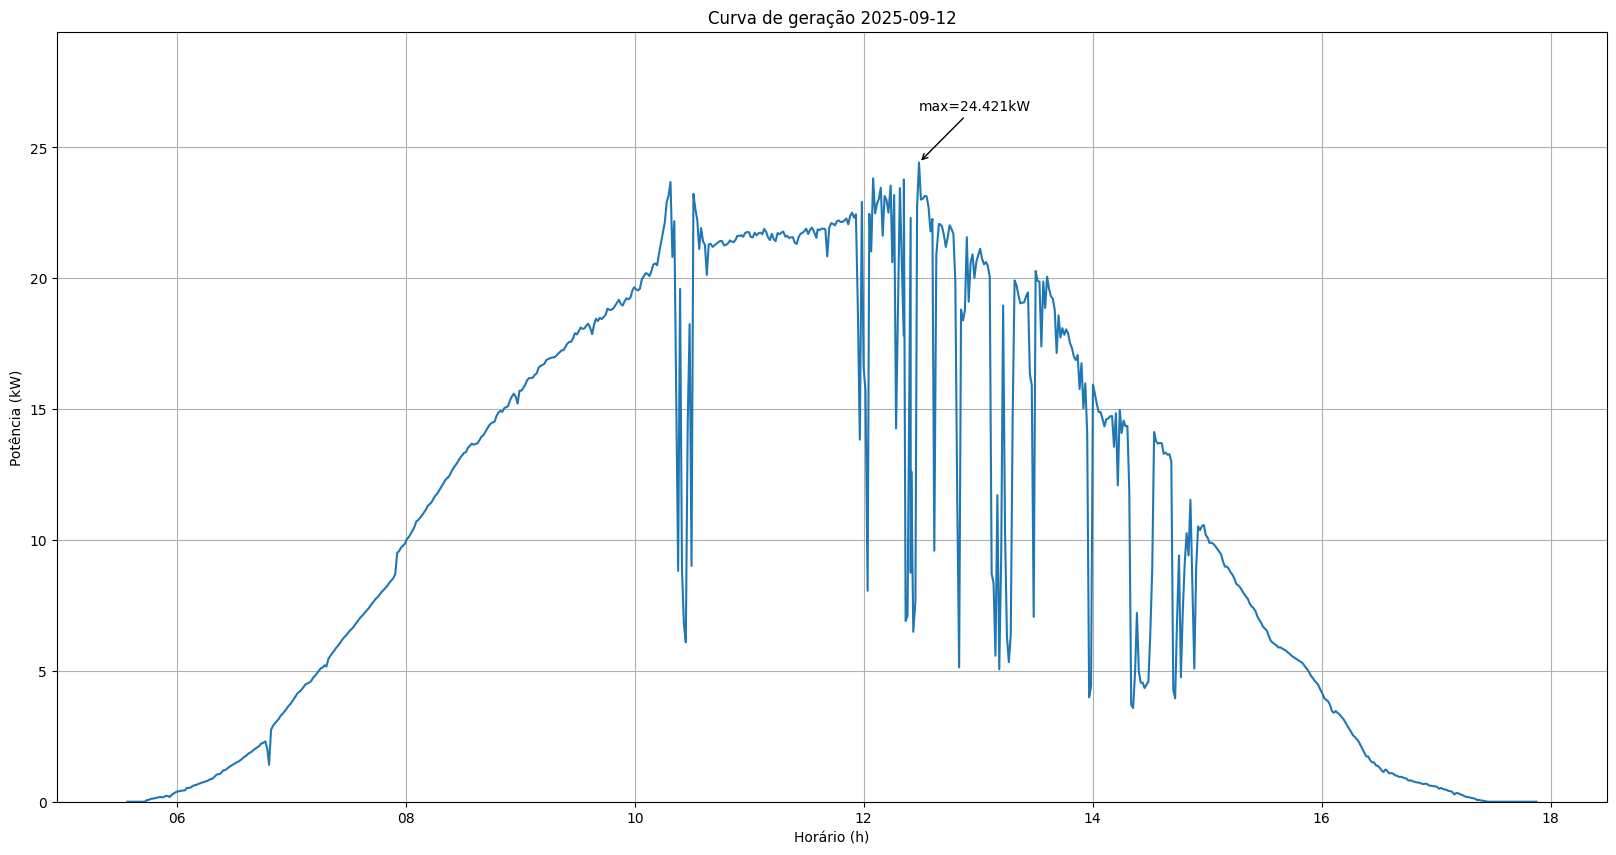 Curva de geração 2025-09-12
max=24.421kW
Potência (kW)
25
20
15
10
5
0
06 08 10 12 14 16 18
Horário (h)